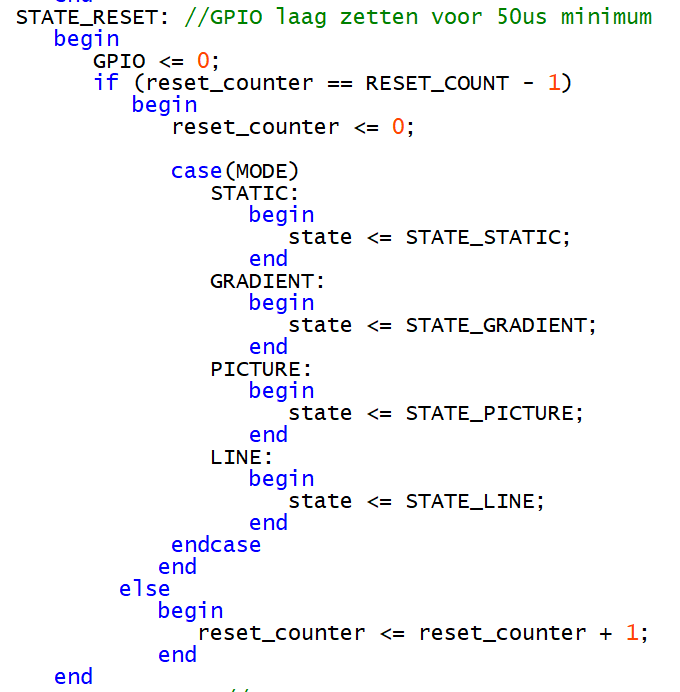 end
STATE_RESET: //GPIO laag zetten voor 50us minimum
begin
GPIO <= 0;
if (reset_counter == RESET_COUNT - 1)
begin
reset_counter <= 0;
case(MODE)
STATIC:
begin
state <= STATE_STATIC;
end
GRADIENT:
begin
state <= STATE_GRADIENT;
end
PICTURE:
begin
state <= STATE_PICTURE;
end
LINE:
begin
state <= STATE_LINE;
end
endcase
end
else
begin
reset_counter <= reset_counter + 1;
end
end